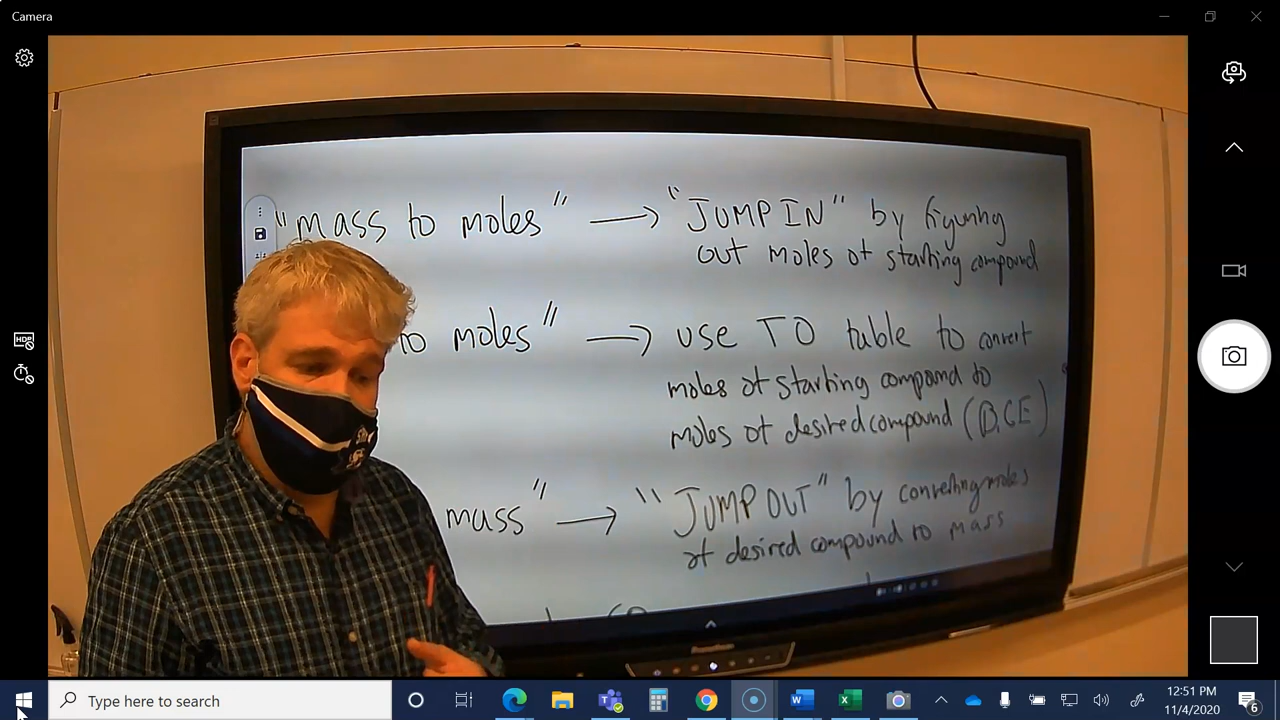 Camera
"mass to moles" → "JUMP IN" by figuring
out moles of starting compound
to moles" → use TO table to convert
moles of starting compound to
moles of desired compound (BCE)
mass" → "JUMP OUT" by converting moles
of desired compound to mass
Type here to search
12:51 PM
11/4/2020
6